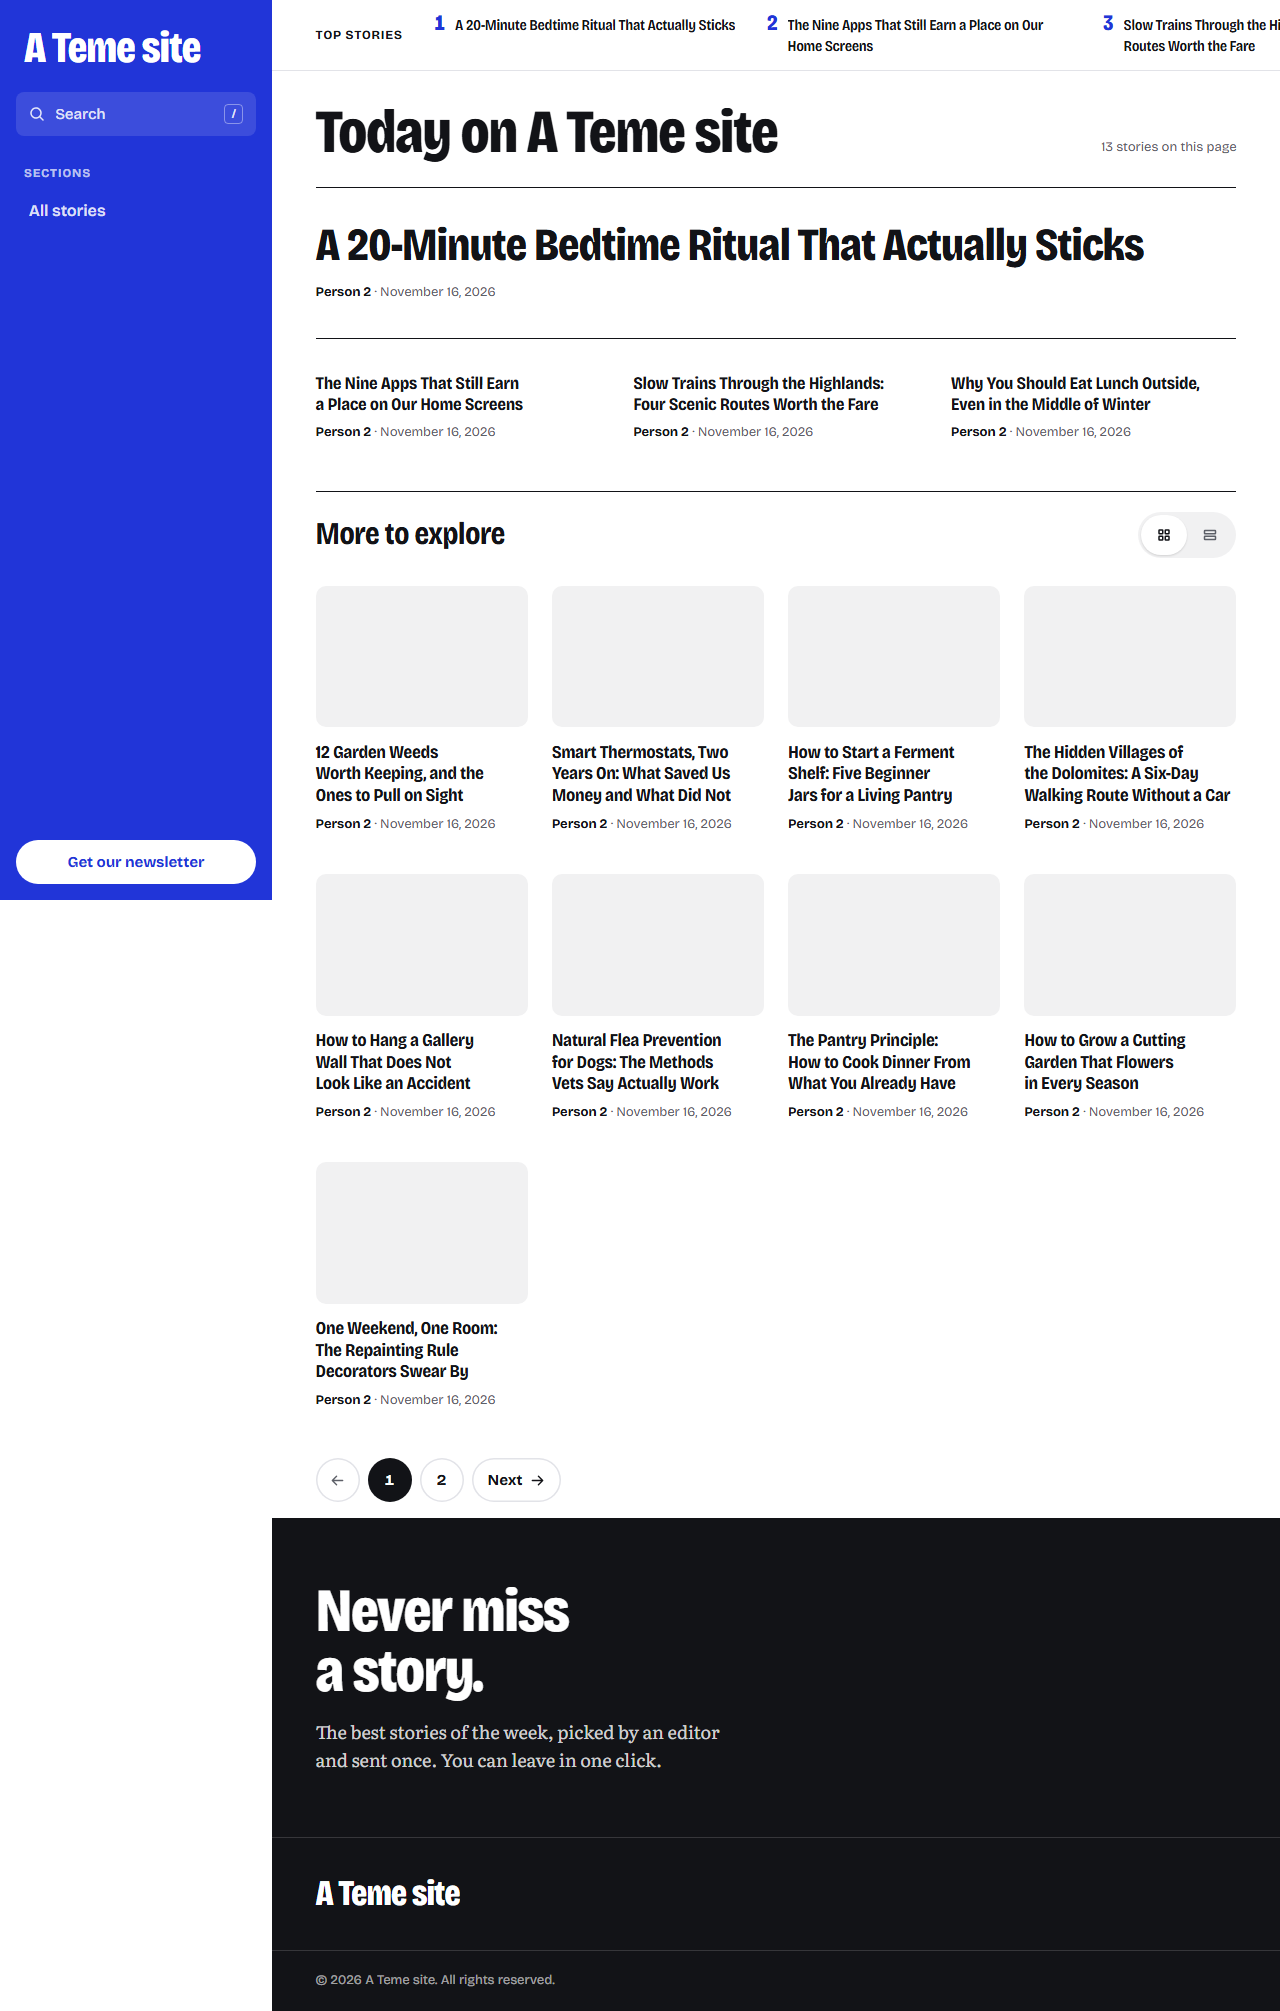 A Teme site
Search
/
SECTIONS
All stories
Get our newsletter
TOP STORIES
1
A 20-Minute Bedtime Ritual That Actually Sticks
2
The Nine Apps That Still Earn a Place on Our
Home Screens
3
Slow Trains Through the Hi
Routes Worth the Fare
Today on A Teme site
13 stories on this page
A 20-Minute Bedtime Ritual That Actually Sticks
Person 2 · November 16, 2026
The Nine Apps That Still Earn
a Place on Our Home Screens
Person 2 · November 16, 2026
Slow Trains Through the Highlands:
Four Scenic Routes Worth the Fare
Person 2 · November 16, 2026
Why You Should Eat Lunch Outside,
Even in the Middle of Winter
Person 2 · November 16, 2026
More to explore
12 Garden Weeds
Worth Keeping, and the
Ones to Pull on Sight
Person 2 · November 16, 2026
Smart Thermostats, Two
Years On: What Saved Us
Money and What Did Not
Person 2 · November 16, 2026
How to Start a Ferment
Shelf: Five Beginner
Jars for a Living Pantry
Person 2 · November 16, 2026
The Hidden Villages of
the Dolomites: A Six-Day
Walking Route Without a Car
Person 2 · November 16, 2026
How to Hang a Gallery
Wall That Does Not
Look Like an Accident
Person 2 · November 16, 2026
Natural Flea Prevention
for Dogs: The Methods
Vets Say Actually Work
Person 2 · November 16, 2026
The Pantry Principle:
How to Cook Dinner From
What You Already Have
Person 2 · November 16, 2026
How to Grow a Cutting
Garden That Flowers
in Every Season
Person 2 · November 16, 2026
One Weekend, One Room:
The Repainting Rule
Decorators Swear By
Person 2 · November 16, 2026
← 1 2 Next →
Never miss
a story.
The best stories of the week, picked by an editor
and sent once. You can leave in one click.
A Teme site
© 2026 A Teme site. All rights reserved.